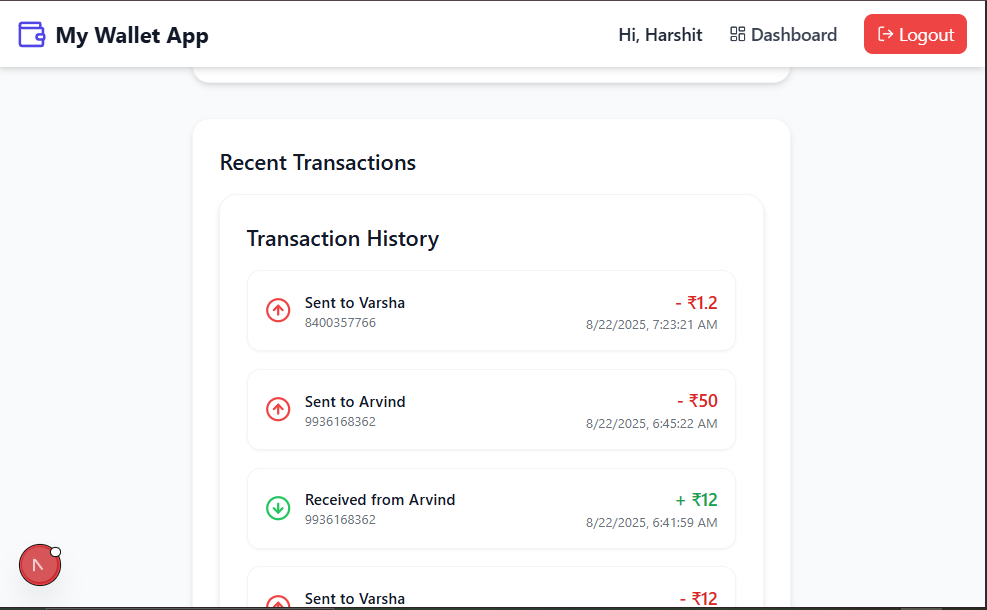 My Wallet App
Hi, Harshit
Dashboard
Logout
Recent Transactions
Transaction History
Sent to Varsha
- ₹1.2
8400357766
8/22/2025, 7:23:21 AM
Sent to Arvind
- ₹50
9936168362
8/22/2025, 6:45:22 AM
Received from Arvind
+ ₹12
9936168362
8/22/2025, 6:41:59 AM
Sent to Varsha
- ₹12
N